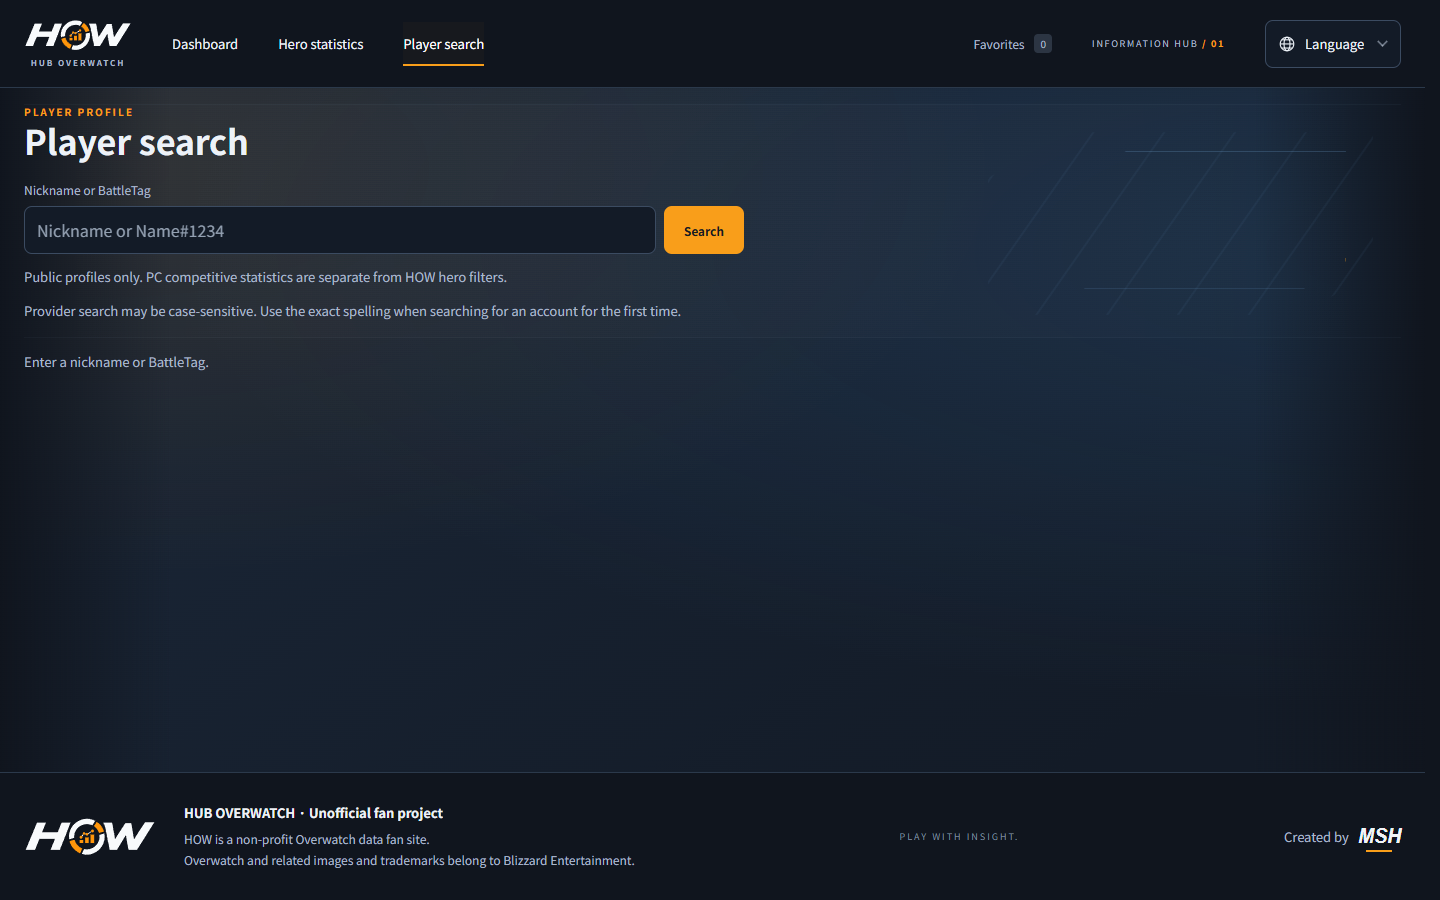 HOW
HUB OVERWATCH
Dashboard
Hero statistics
Player search
Favorites 0
INFORMATION HUB / 01
Language
PLAYER PROFILE
Player search
Nickname or BattleTag
Nickname or Name#1234
Search
Public profiles only. PC competitive statistics are separate from HOW hero filters.
Provider search may be case-sensitive. Use the exact spelling when searching for an account for the first time.
Enter a nickname or BattleTag.
HOW
HUB OVERWATCH · Unofficial fan project
HOW is a non-profit Overwatch data fan site.
Overwatch and related images and trademarks belong to Blizzard Entertainment.
PLAY WITH INSIGHT.
Created by MSH